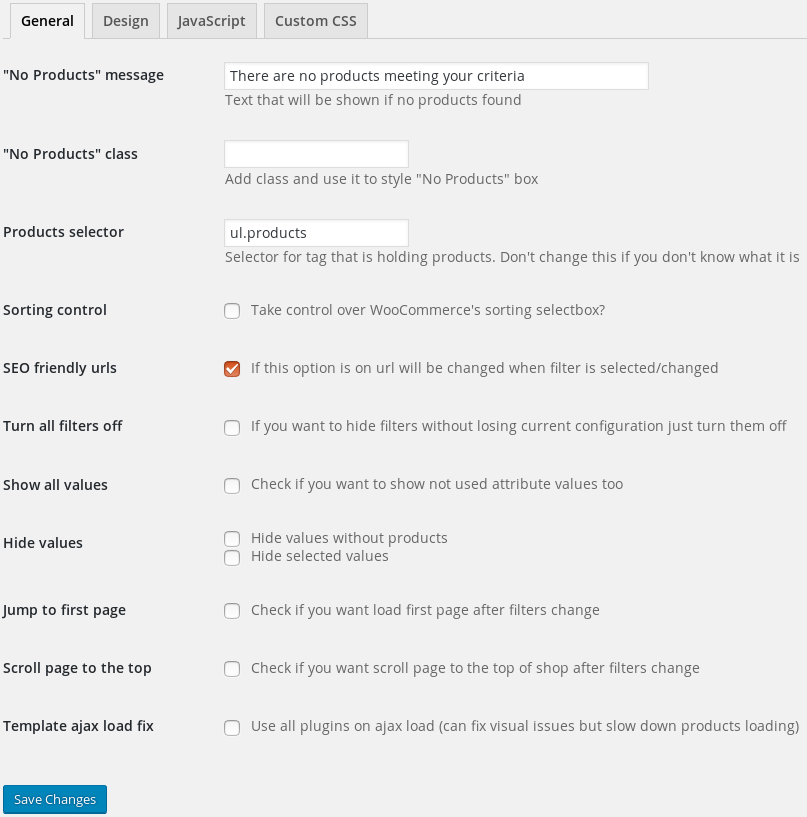 General Design JavaScript Custom CSS
"No Products" message There are no products meeting your criteria
Text that will be shown if no products found
"No Products" class
Add class and use it to style "No Products" box
Products selector ul.products
Selector for tag that is holding products. Don't change this if you don't know what it is
Sorting control Take control over WooCommerce's sorting selectbox?
SEO friendly urls If this option is on url will be changed when filter is selected/changed
Turn all filters off If you want to hide filters without losing current configuration just turn them off
Show all values Check if you want to show not used attribute values too
Hide values Hide values without products
Hide selected values
Jump to first page Check if you want load first page after filters change
Scroll page to the top Check if you want scroll page to the top of shop after filters change
Template ajax load fix Use all plugins on ajax load (can fix visual issues but slow down products loading)
Save Changes